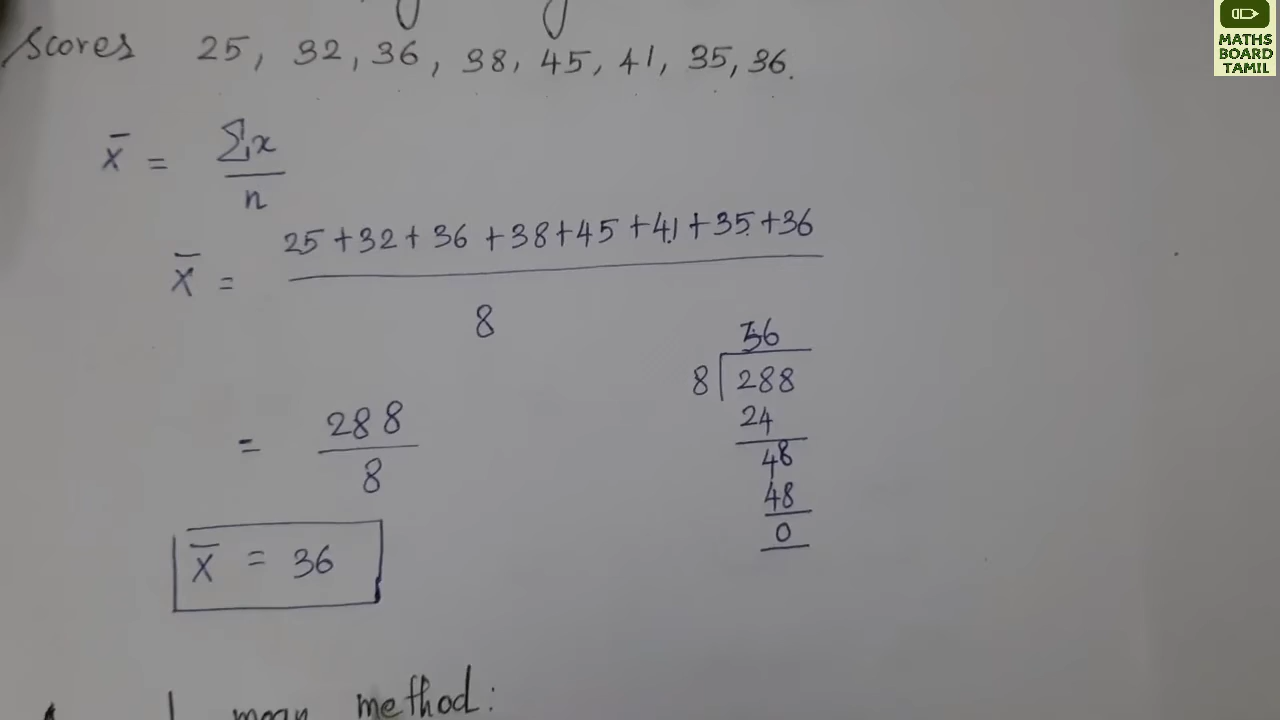 Scores 25, 32, 36, 38, 45, 41, 35, 36.
x̄ = Σx
n
x̄ = 25+32+36+38+45+41+35+36
8
= 288
8
x̄ = 36
36
8 288
24
48
48
0
mean method:
MATHS
BOARD
TAMIL